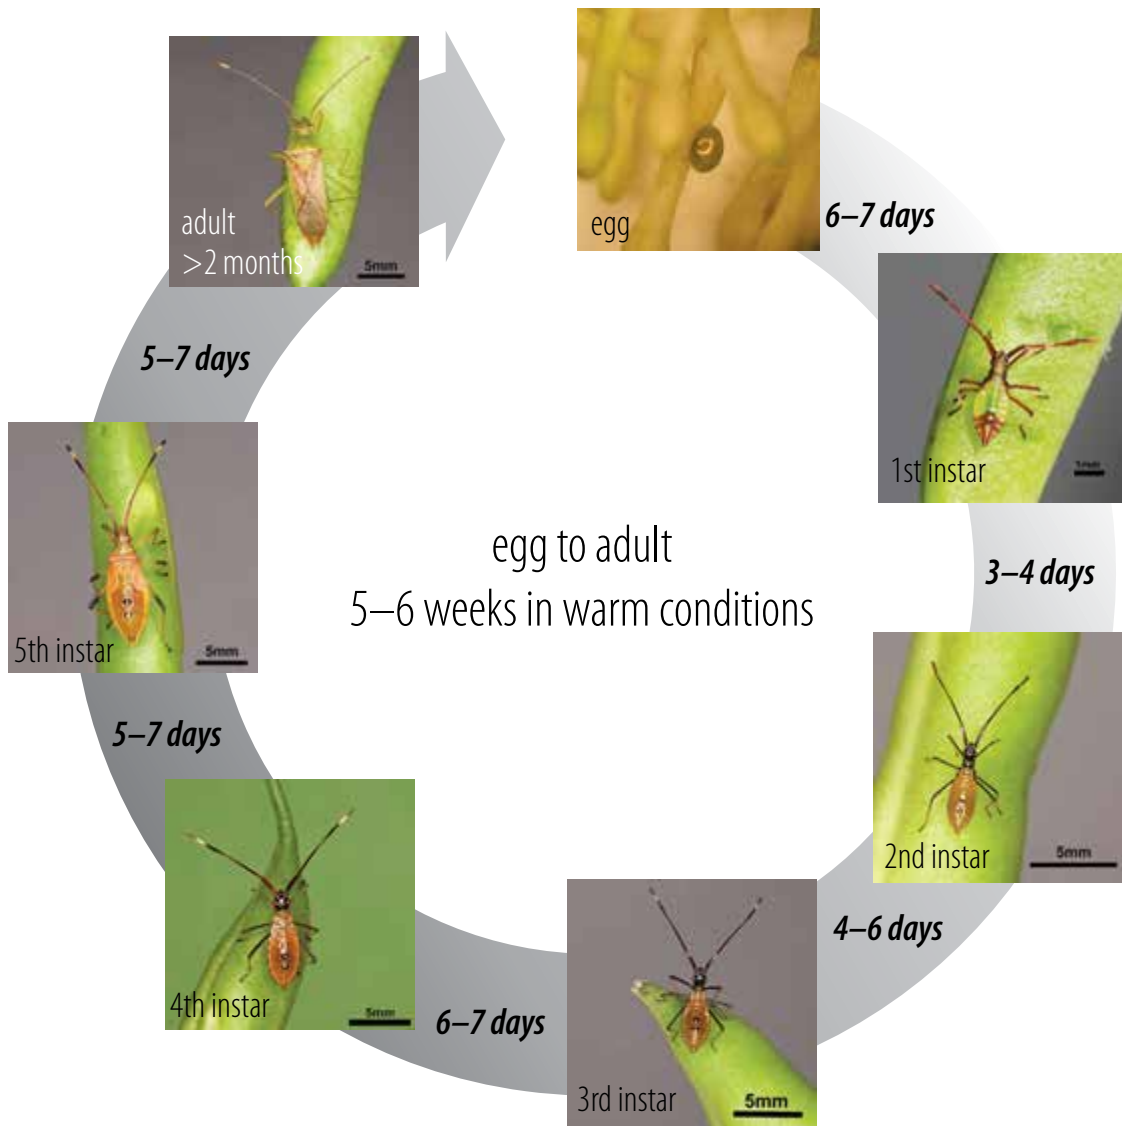 adult
>2 months
5mm
egg
6–7 days
1st instar
3–4 days
2nd instar
5mm
4–6 days
3rd instar
5mm
6–7 days
4th instar
5mm
5–7 days
5th instar
5mm
5–7 days
egg to adult
5–6 weeks in warm conditions